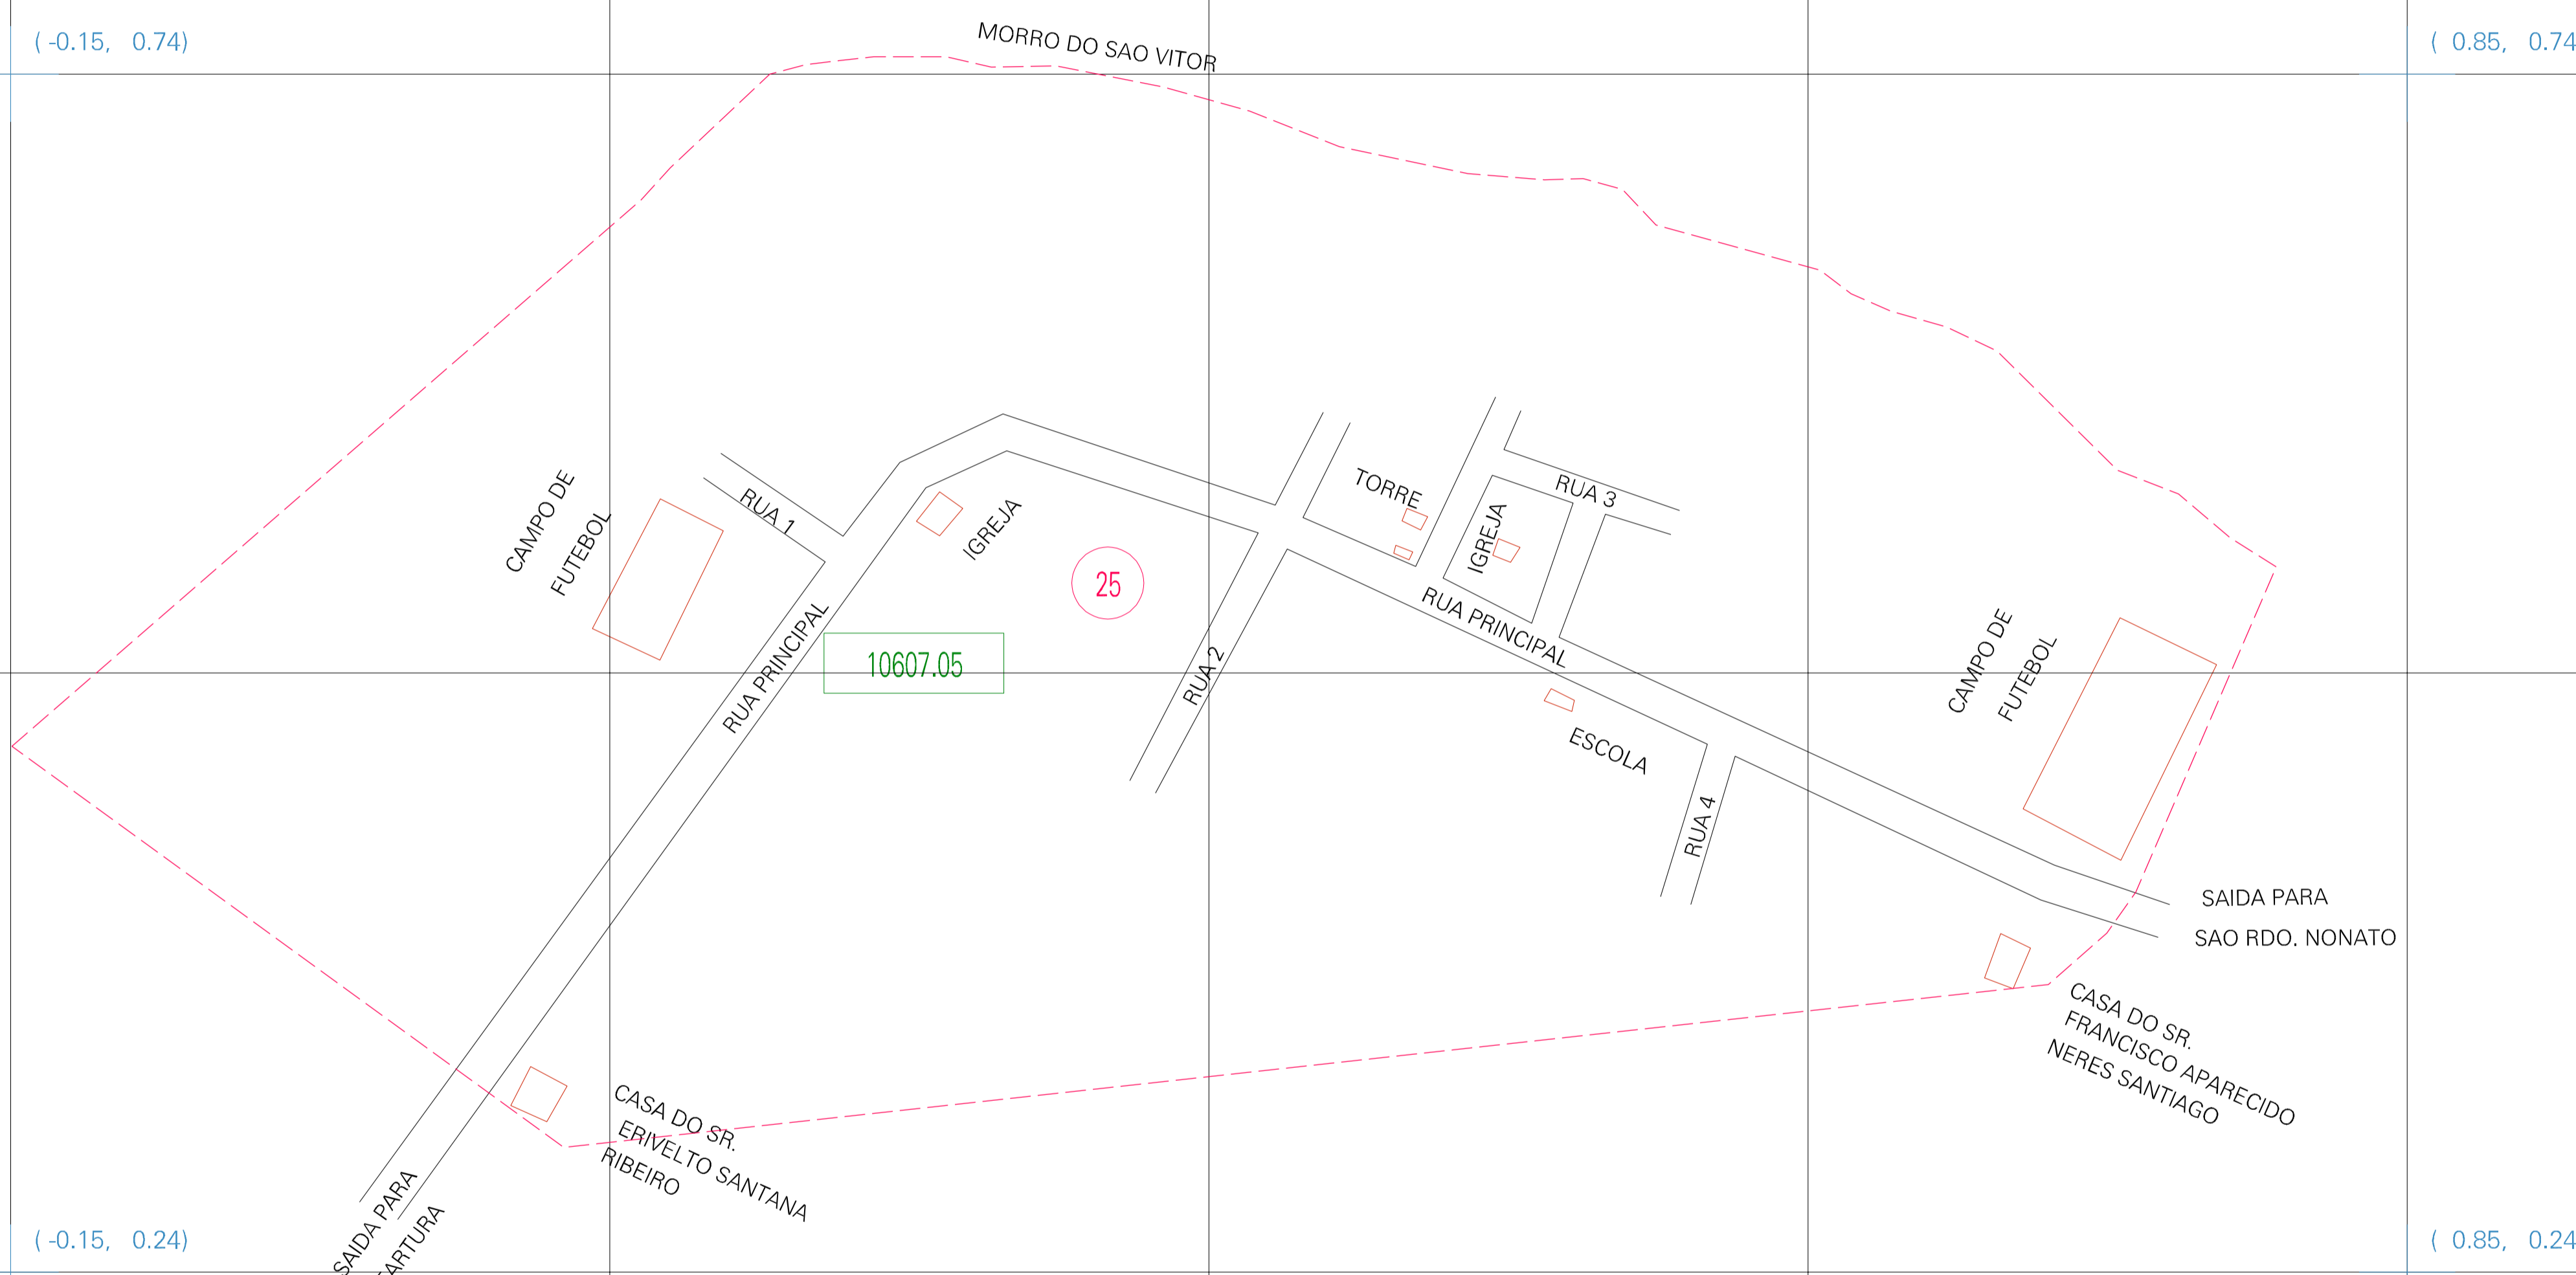 ( -0.15,   0.74)
MORRO DO SAO VITOR
( 0.85,   0.74
CAMPO DE
FUTEBOL
RUA 1
IGREJA
TORRE
IGREJA
RUA 3
25
RUA PRINCIPAL
10607.05
RUA 2
RUA PRINCIPAL
ESCOLA
RUA 4
CAMPO DE
FUTEBOL
SAIDA PARA
SAO RDO. NONATO
CASA DO SR.
FRANCISCO APARECIDO
NERES SANTIAGO
CASA DO SR.
ERIVELTO SANTANA
RIBEIRO
SAIDA PARA
ARTURA
( -0.15,   0.24)
( 0.85,   0.24